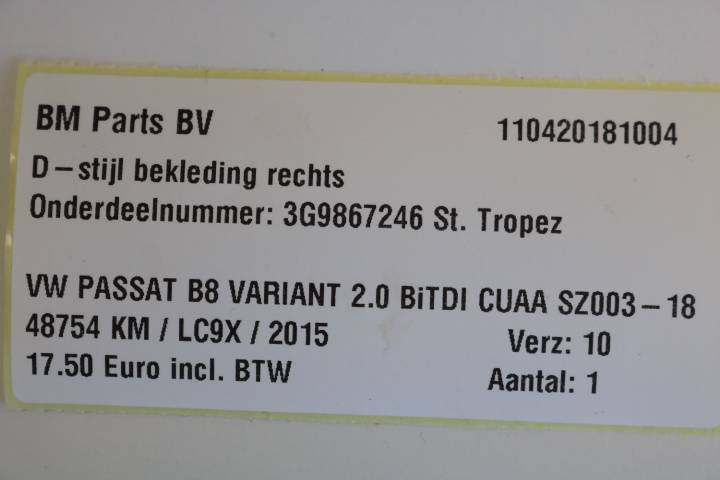 BM Parts BV 110420181004
D-stijl bekleding rechts
Onderdeelnummer: 3G9867246 St. Tropez
VW PASSAT B8 VARIANT 2.0 BiTDI CUAA SZ003-18
48754 KM / LC9X / 2015 Verz: 10
17.50 Euro incl. BTW Aantal: 1